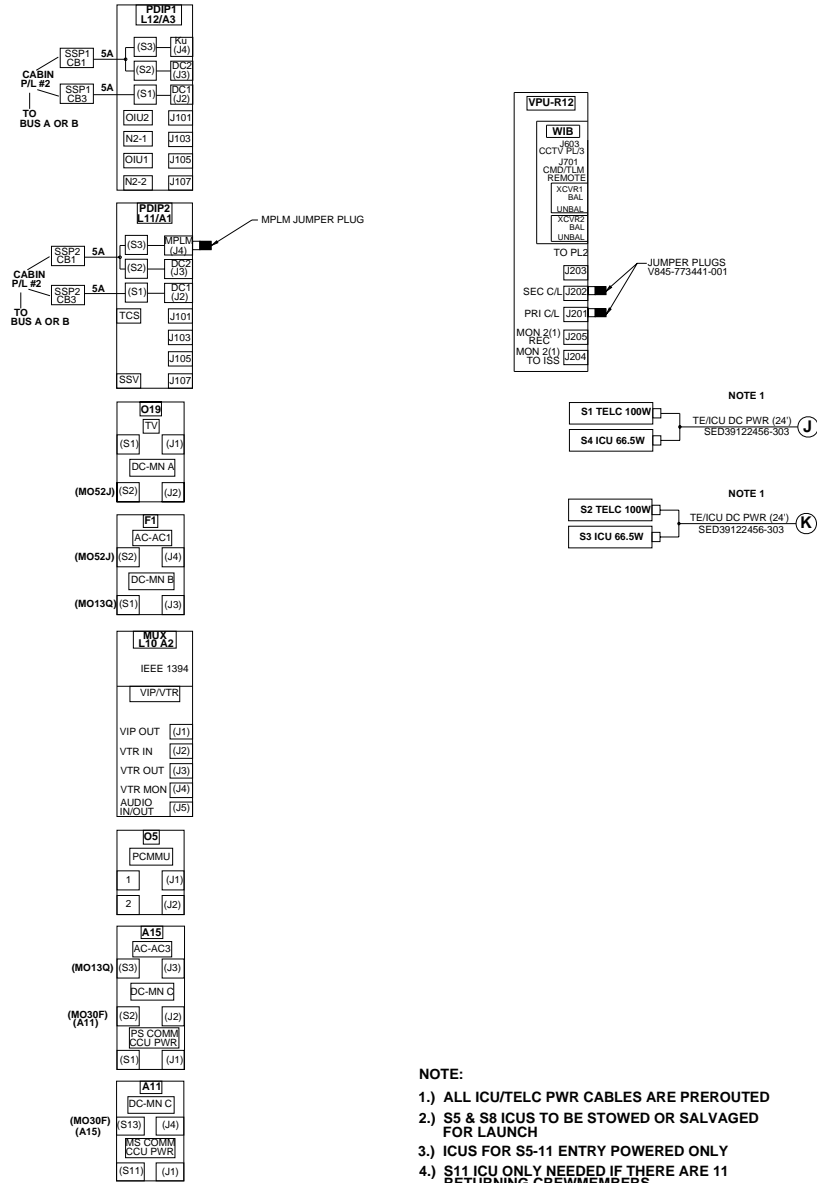 PDIP1
L12/A3
(S3)
Ku
(J4)
SSP1
CB1
5A
(S2)
DC2
(J3)
CABIN
P/L #2
SSP1
CB3
5A
(S1)
DC1
(J2)
TO
BUS A OR B
OIU2
J101
N2-1
J103
OIU1
J105
N2-2
J107
PDIP2
L11/A1
MPLM JUMPER PLUG
(S3)
MPLM
(J4)
SSP2
CB1
5A
(S2)
DC2
(J3)
CABIN
P/L #2
SSP2
CB3
5A
(S1)
DC1
(J2)
TO
BUS A OR B
TCS
J101
J103
J105
SSV
J107
O19
TV
(S1)
(J1)
DC-MN A
(MO52J)
(S2)
(J2)
F1
AC-AC1
(MO52J)
(S2)
(J4)
DC-MN B
(MO13Q)
(S1)
(J3)
MUX
L10 A2
IEEE 1394
VIP/VTR
VIP OUT
(J1)
VTR IN
(J2)
VTR OUT
(J3)
VTR MON
(J4)
AUDIO
IN/OUT
(J5)
O5
PCMMU
1
(J1)
2
(J2)
A15
AC-AC3
(MO13Q)
(S3)
(J3)
DC-MN C
(MO30F)
(A11)
(S2)
(J2)
PS COMM
CCU PWR
(S1)
(J1)
A11
DC-MN C
(MO30F)
(A15)
(S13)
(J4)
MS COMM
CCU PWR
(S11)
(J1)
VPU-R12
WIB
J603
CCTV PL/3
J701
CMD/TLM
REMOTE
XCVR1
BAL
UNBAL
XCVR2
BAL
UNBAL
TO PL2
J203
JUMPER PLUGS
V845-773441-001
SEC C/L
J202
PRI C/L
J201
MON 2(1)
REC
J205
MON 2(1)
TO ISS
J204
NOTE 1
S1 TELC 100W
TE/ICU DC PWR (24')
SED39122456-303
J
S4 ICU 66.5W
NOTE 1
S2 TELC 100W
TE/ICU DC PWR (24')
SED39122456-303
K
S3 ICU 66.5W
NOTE:
1.) ALL ICU/TELC PWR CABLES ARE PREROUTED
2.) S5 & S8 ICUS TO BE STOWED OR SALVAGED
FOR LAUNCH
3.) ICUS FOR S5-11 ENTRY POWERED ONLY
4.) S11 ICU ONLY NEEDED IF THERE ARE 11
RETURNING CREWMEMBERS